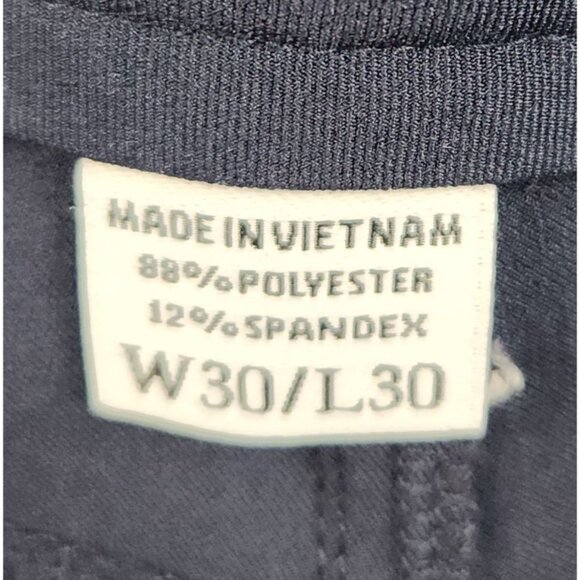 MADE IN VIETNAM
88% POLYESTER
12% SPANDEX
W30/L30